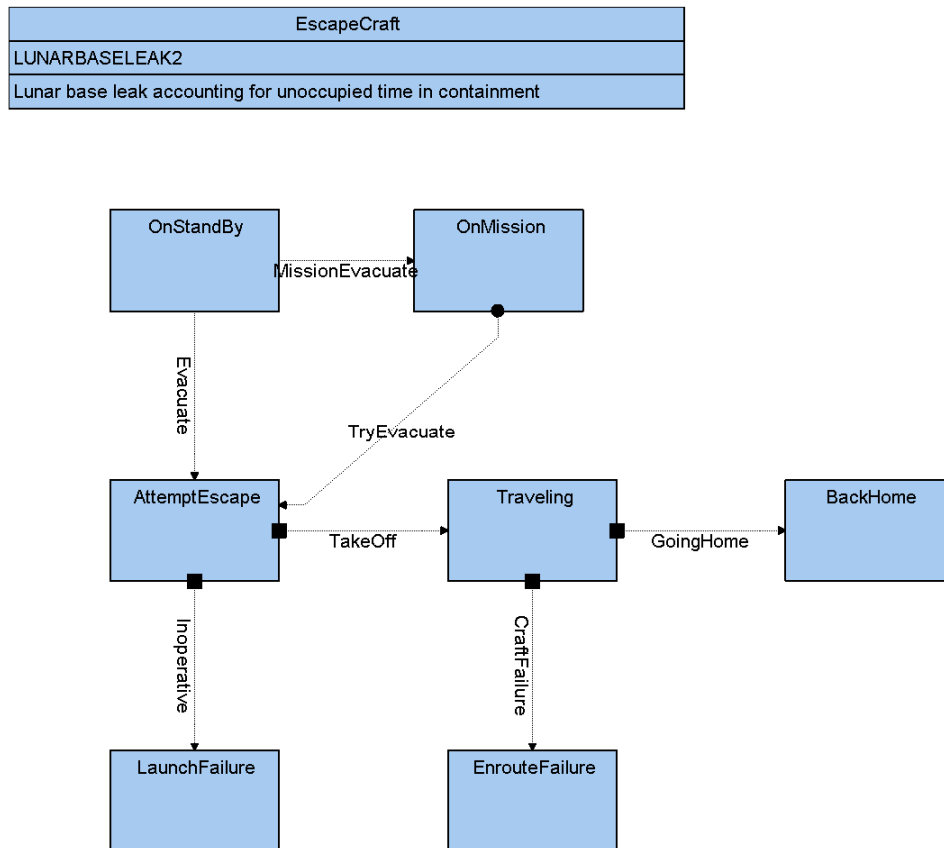 EscapeCraft
LUNARBASELEAK2
Lunar base leak accounting for unoccupied time in containment
OnStandBy
OnMission
MissionEvacuate
Evacuate
TryEvacuate
AttemptEscape
Traveling
BackHome
TakeOff
GoingHome
Inoperative
CraftFailure
LaunchFailure
EnrouteFailure